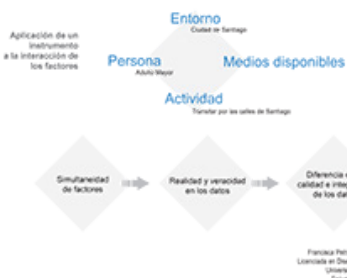 Aplicación de un
instrumento
a la interacción de
los factores
Entorno
Ciudad de Santiago
Persona
Adulto Mayor
Medios disponibles
Actividad
Transitar por las calles de Santiago
Simultaneidad
de factores
Realidad y veracidad
en los datos
Diferencia
calidad e
de los
Francisca
Licenciada en